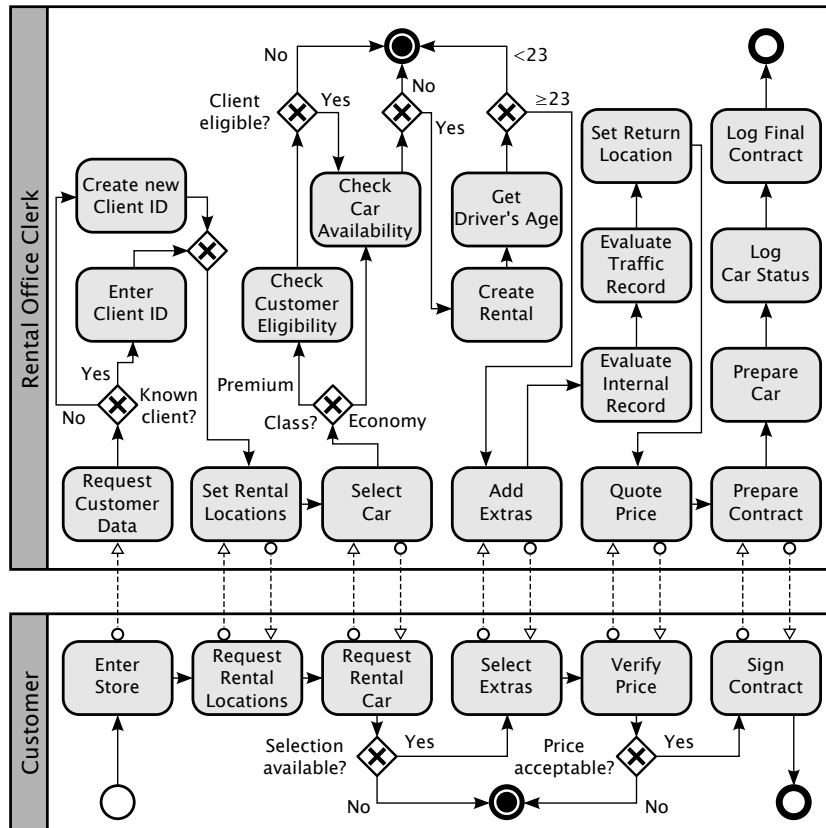 Rental Office Clerk
No
<23
Client
eligible?
Yes
No
Yes
≥23
Set Return
Location
Log Final
Contract
Create new
Client ID
Check
Car
Availability
Get
Driver's Age
Evaluate
Traffic
Record
Log
Car Status
Enter
Client ID
Check
Customer
Eligibility
Create
Rental
Yes
No
Known
client?
Premium
Class?
Economy
Evaluate
Internal
Record
Prepare
Car
Request
Customer
Data
Set Rental
Locations
Select
Car
Add
Extras
Quote
Price
Prepare
Contract
Customer
Enter
Store
Request
Rental
Locations
Request
Rental
Car
Select
Extras
Verify
Price
Sign
Contract
Selection
available?
Yes
No
Price
acceptable?
Yes
No